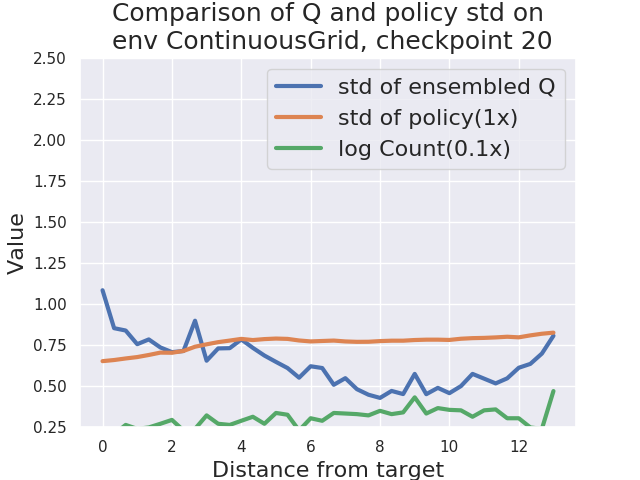 Comparison of Q and policy std on
env ContinuousGrid, checkpoint 20
2.50
2.25
2.00
1.75
1.50
1.25
1.00
0.75
0.50
0.25
Value
std of ensembled Q
std of policy(1x)
log Count(0.1x)
0 2 4 6 8 10 12
Distance from target